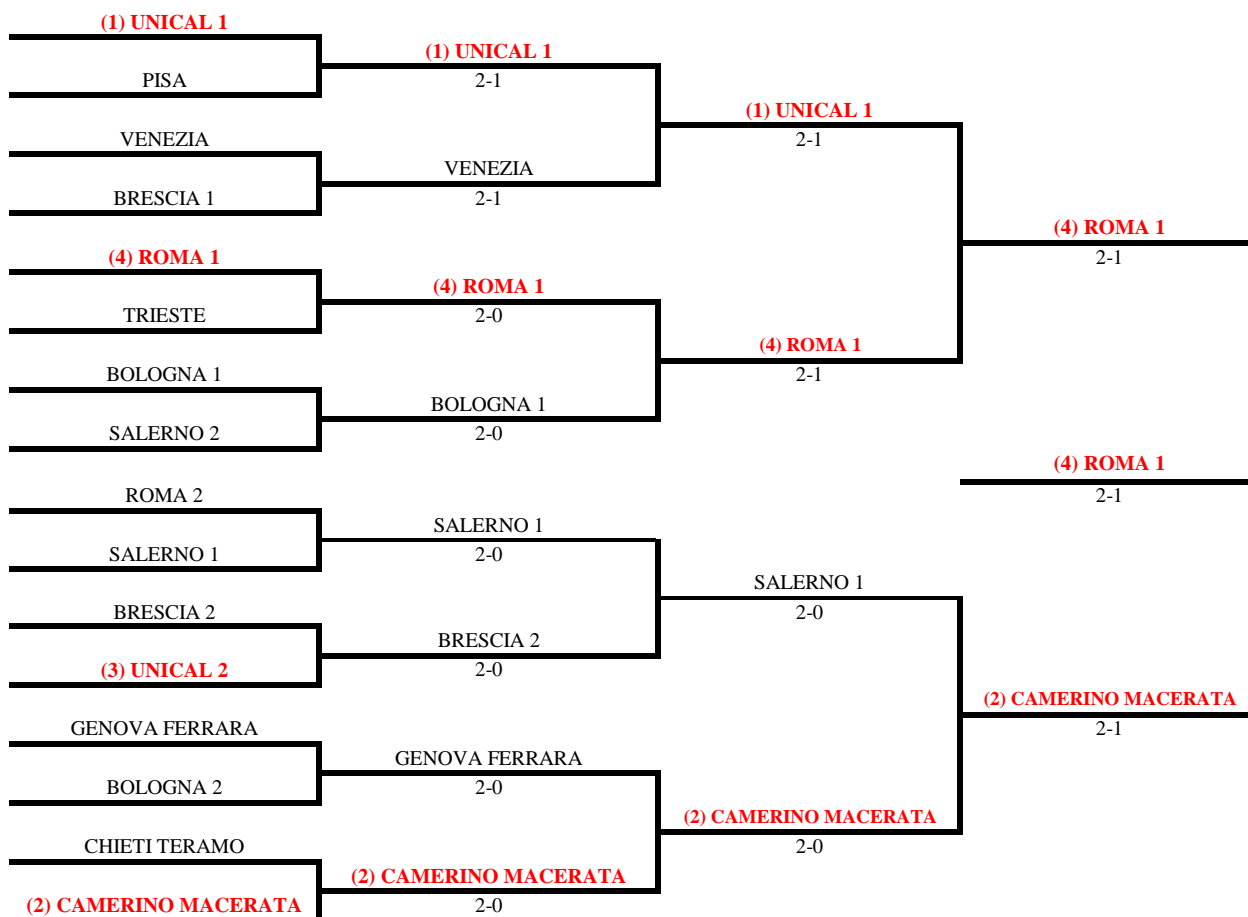 (1) UNICAL 1
(1) UNICAL 1
PISA
2-1
(1) UNICAL 1
VENEZIA
2-1
VENEZIA
BRESCIA 1
2-1
(4) ROMA 1
(4) ROMA 1
2-1
(4) ROMA 1
TRIESTE
2-0
(4) ROMA 1
BOLOGNA 1
2-1
BOLOGNA 1
SALERNO 2
2-0
(4) ROMA 1
ROMA 2
2-1
SALERNO 1
SALERNO 1
2-0
SALERNO 1
BRESCIA 2
2-0
BRESCIA 2
(3) UNICAL 2
2-0
(2) CAMERINO MACERATA
GENOVA FERRARA
2-1
GENOVA FERRARA
BOLOGNA 2
2-0
(2) CAMERINO MACERATA
CHIETI TERAMO
2-0
(2) CAMERINO MACERATA
(2) CAMERINO MACERATA
2-0